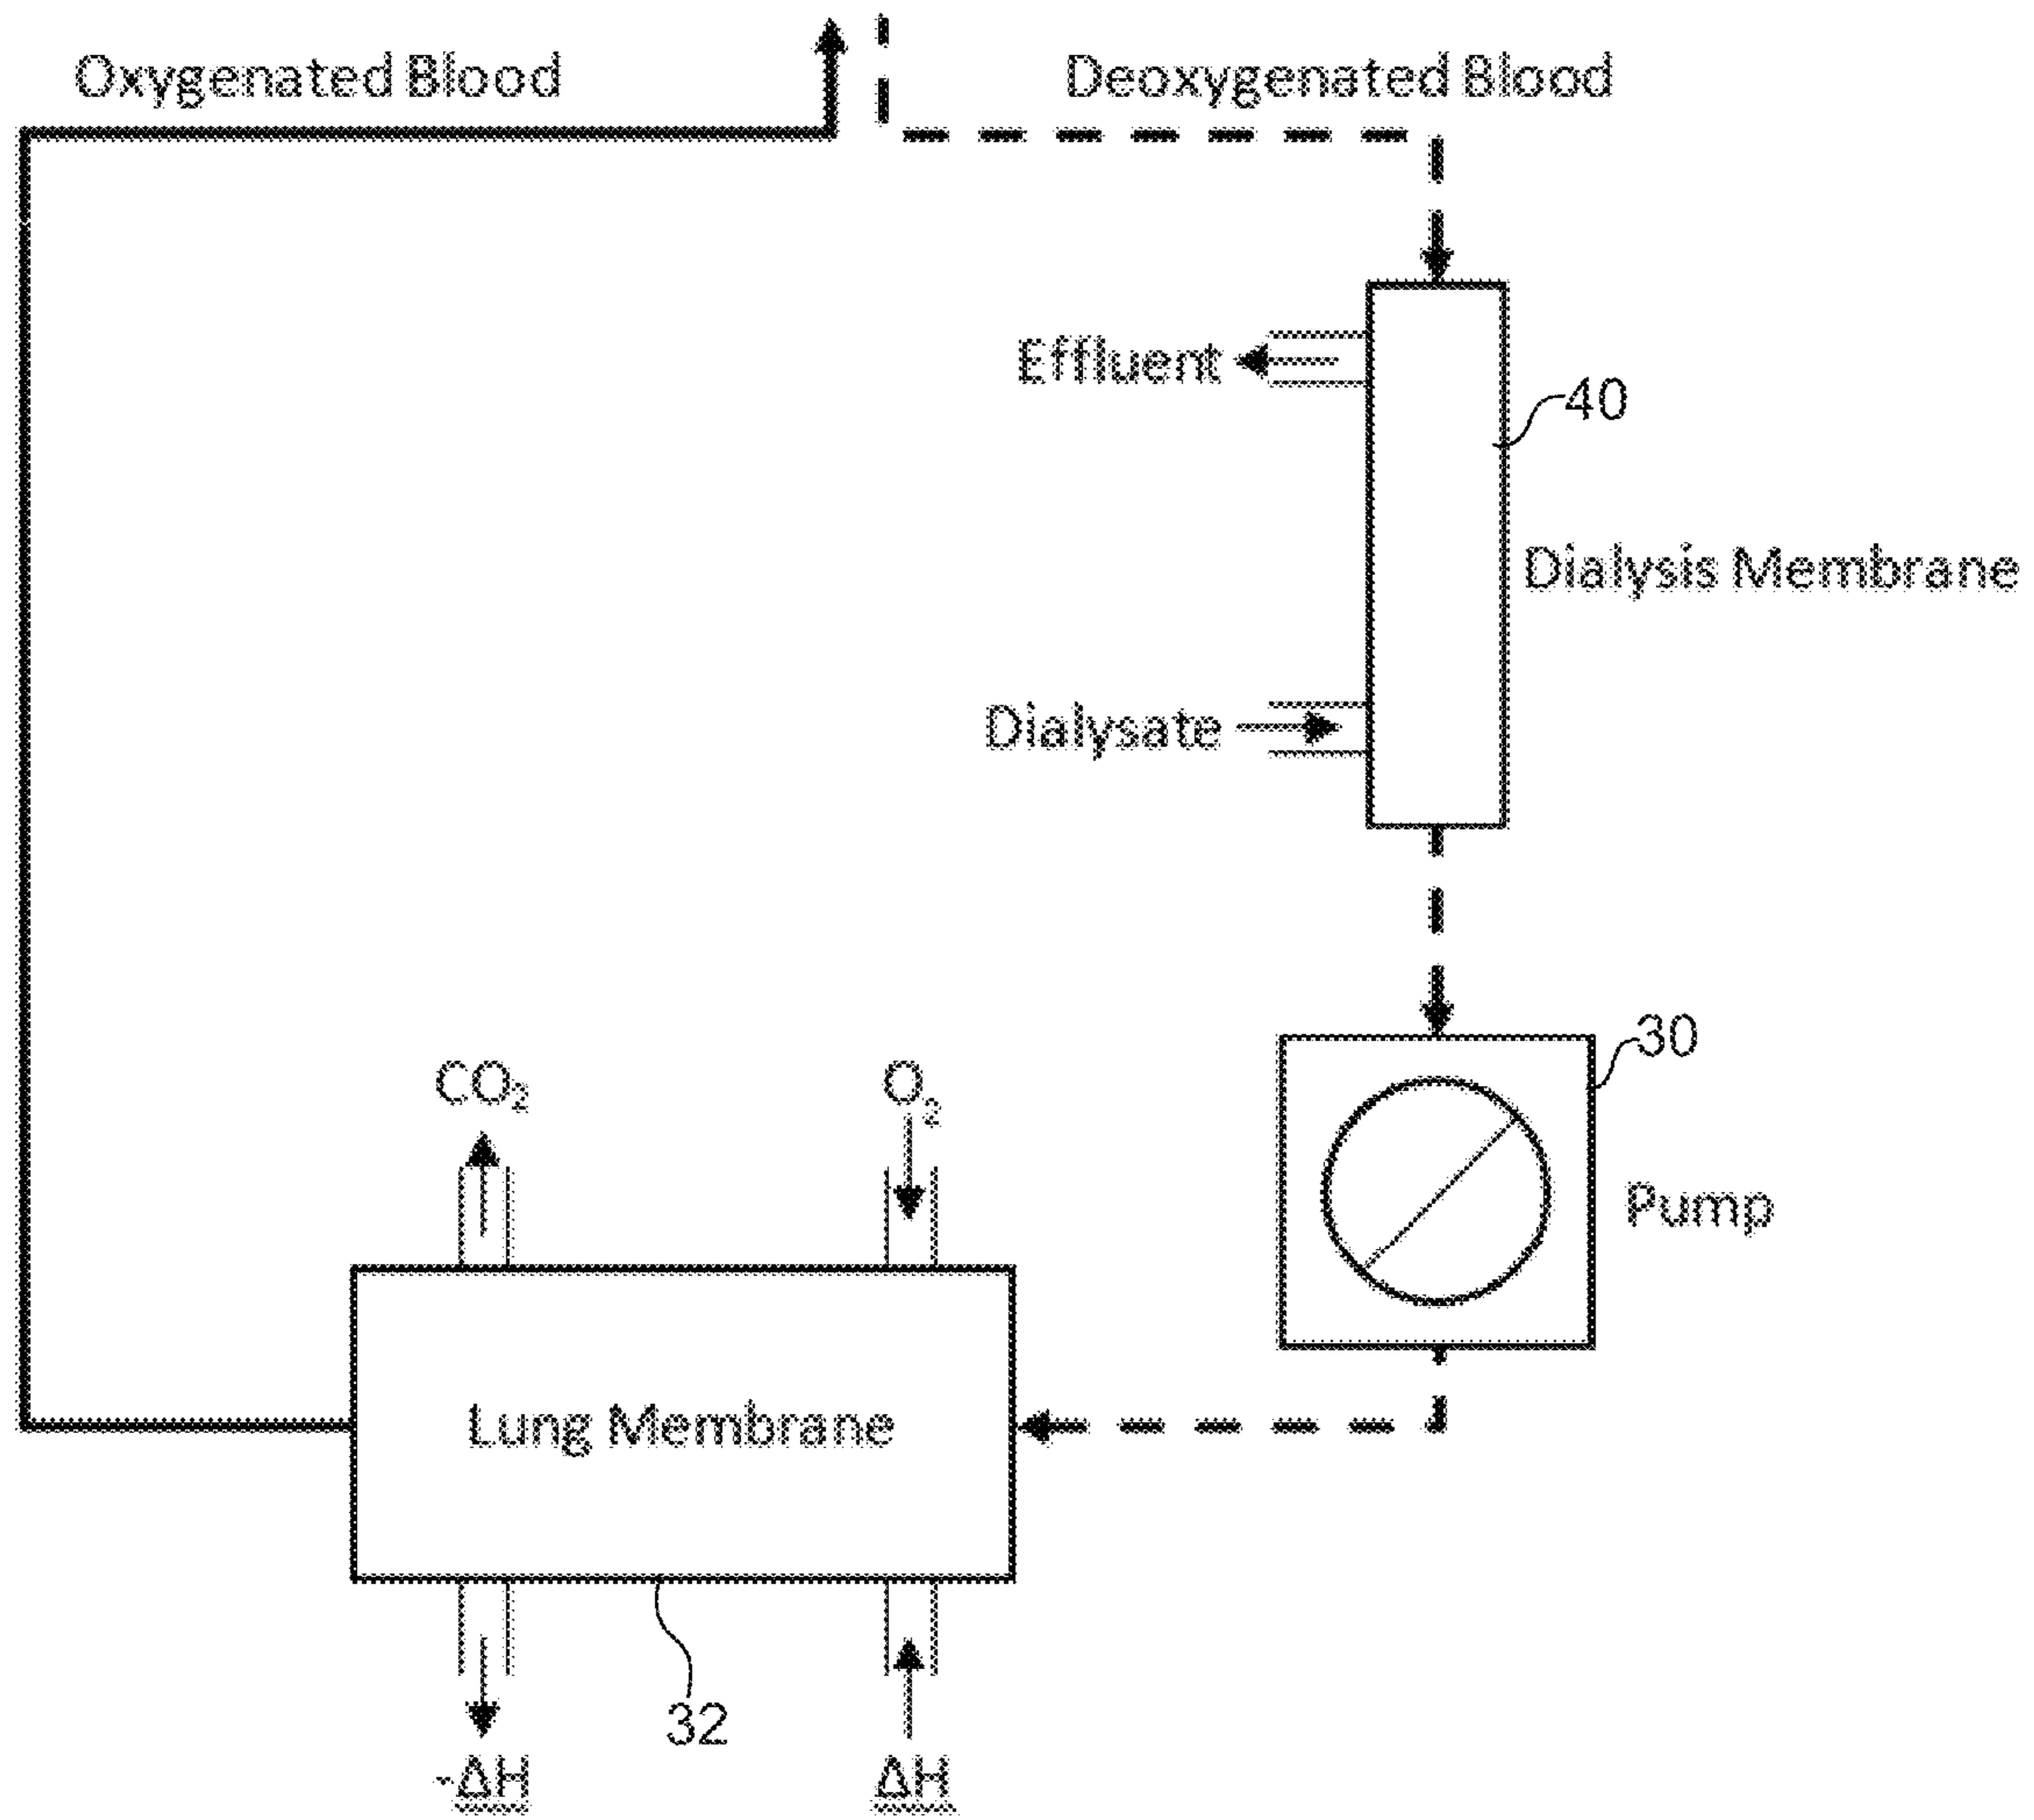 Oxygenated Blood
Deoxygenated Blood
Effluent
40
Dialysis Membrane
Dialysate
30
CO₂
O₂
Pump
Lung Membrane
32
-ΔH
ΔH